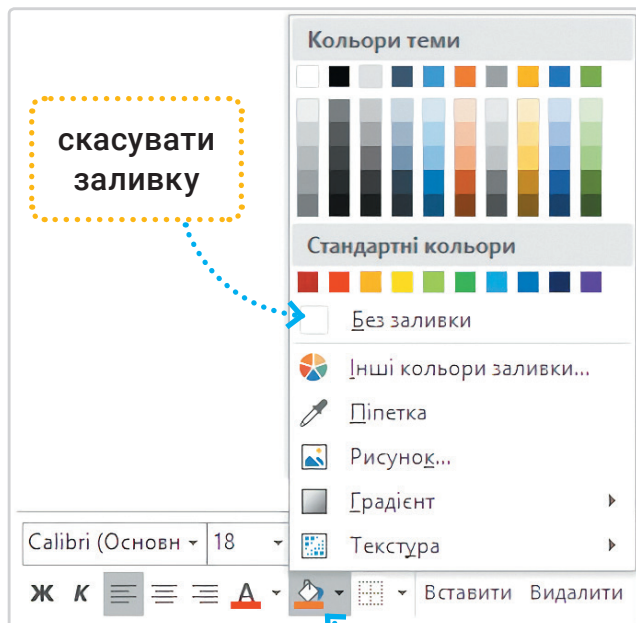 Кольори теми
скасувати
заливку
Стандартні кольори
Без заливки
Інші кольори заливки...
Піпетка
Рисунок...
Градієнт
Текстура
Calibri (Основн
18
Ж К А Вставити Видалити